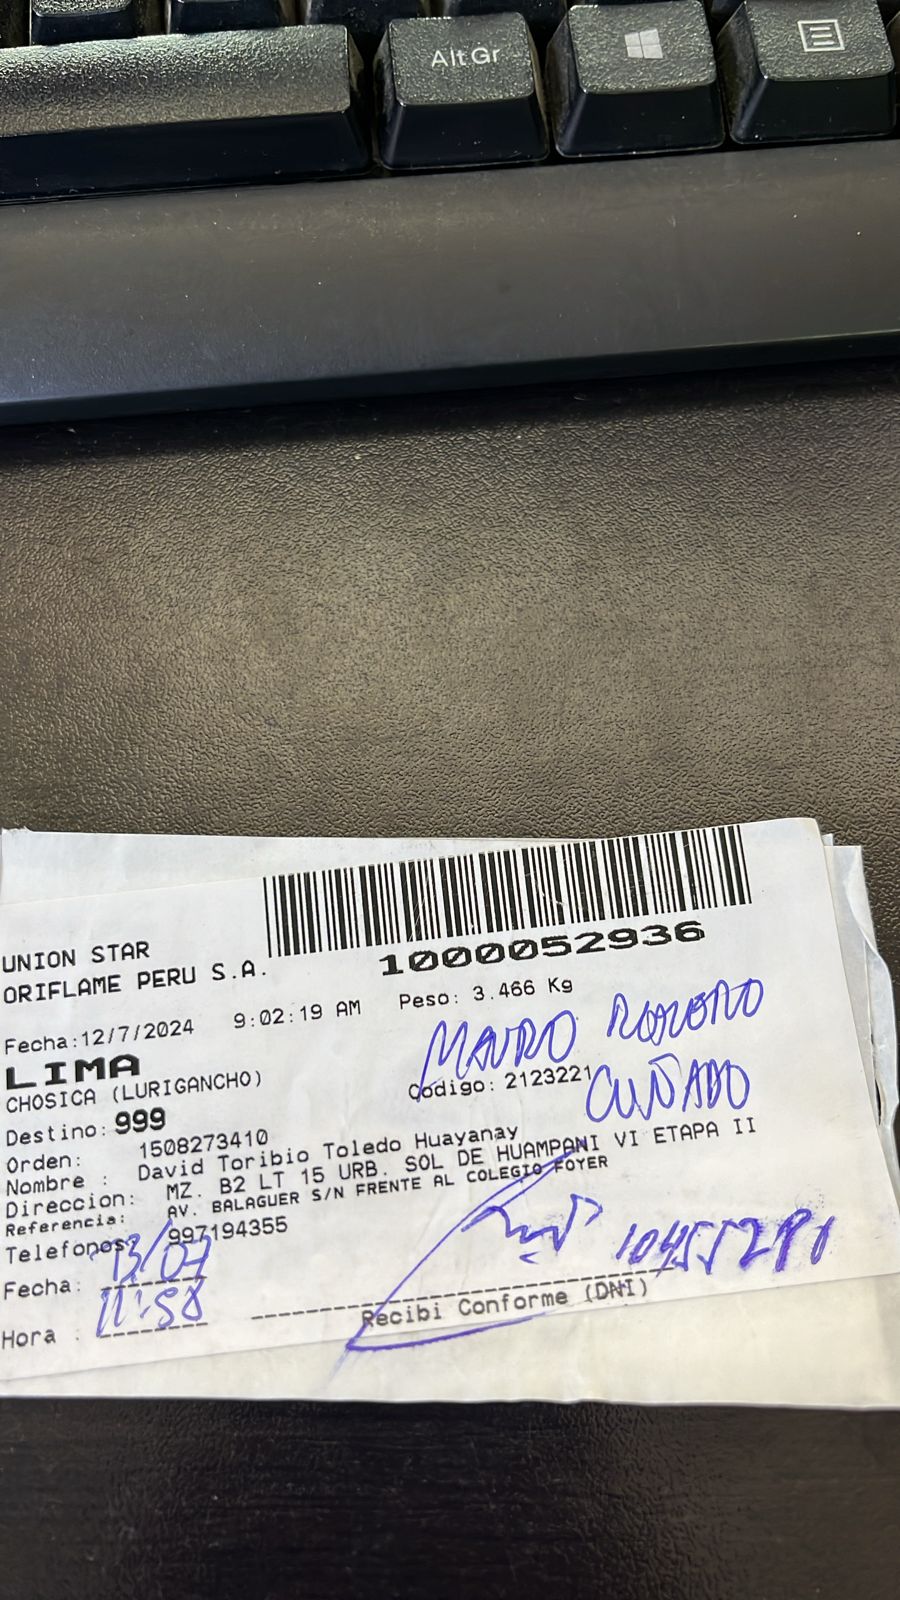 Alt Gr
UNION STAR
ORIFLAME PERU S.A.
1000052936
Fecha:12/7/2024 9:02:19 AM Peso: 3.466 Kg
LIMA
MAURO
CHOSICA (LURIGANCHO)
Codigo: 2123221
CUÑADO
Destino: 999
Orden: 1508273410
Nombre : David Toribio Toledo Huayanay
Direccion: MZ. B2 LT 15 URB. SOL DE HUAMPANI VI ETAPA II
Referencia: AV. BALAGUER S/N FRENTE AL COLEGIO FOYER
Telefonos: 997194355
Fecha: 13/07
Hora : 11:58
Recibi Conforme (DNI)